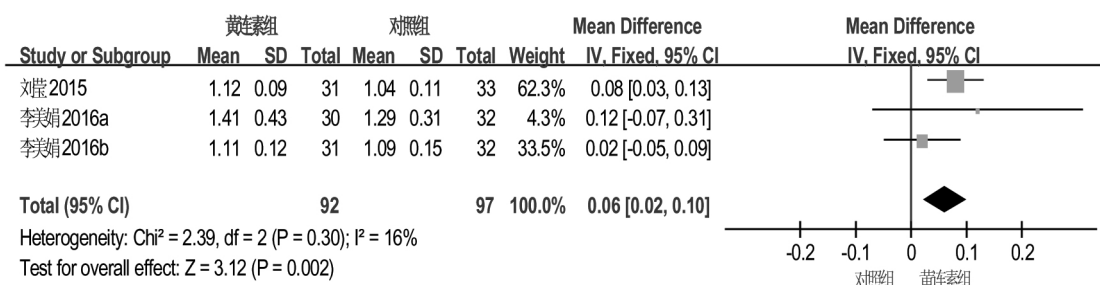 黄连素组 对照组 Mean Difference Mean Difference
Study or Subgroup Mean SD Total Mean SD Total Weight IV, Fixed, 95% CI IV, Fixed, 95% CI
刘莹2015 1.12 0.09 31 1.04 0.11 33 62.3% 0.08 [0.03, 0.13]
李美娟2016a 1.41 0.43 30 1.29 0.31 32 4.3% 0.12 [-0.07, 0.31]
李美娟2016b 1.11 0.12 31 1.09 0.15 32 33.5% 0.02 [-0.05, 0.09]
Total (95% CI) 92 97 100.0% 0.06 [0.02, 0.10]
Heterogeneity: Chi² = 2.39, df = 2 (P = 0.30); I² = 16%
Test for overall effect: Z = 3.12 (P = 0.002)
-0.2 -0.1 0 0.1 0.2
对照组 黄连素组